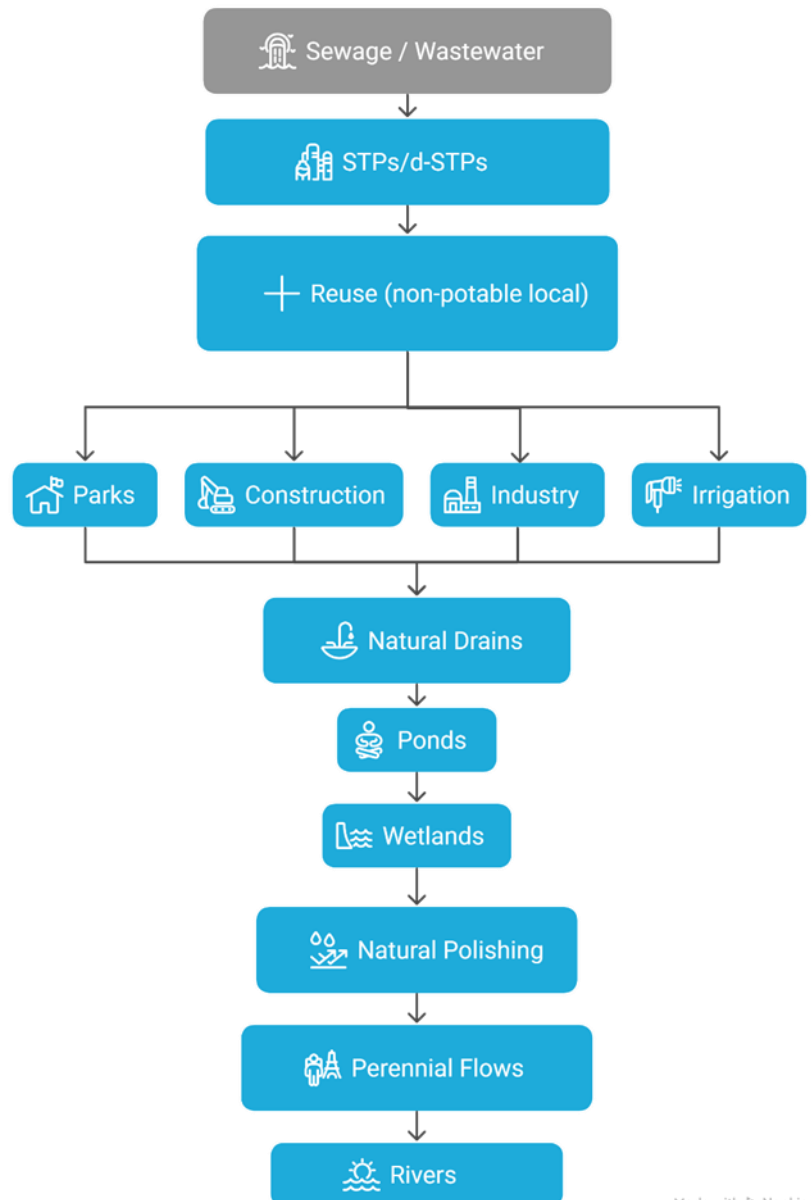 Sewage / Wastewater
STPs/d-STPs
Reuse (non-potable local)
Parks
Construction
Industry
Irrigation
Natural Drains
Ponds
Wetlands
Natural Polishing
Perennial Flows
Rivers